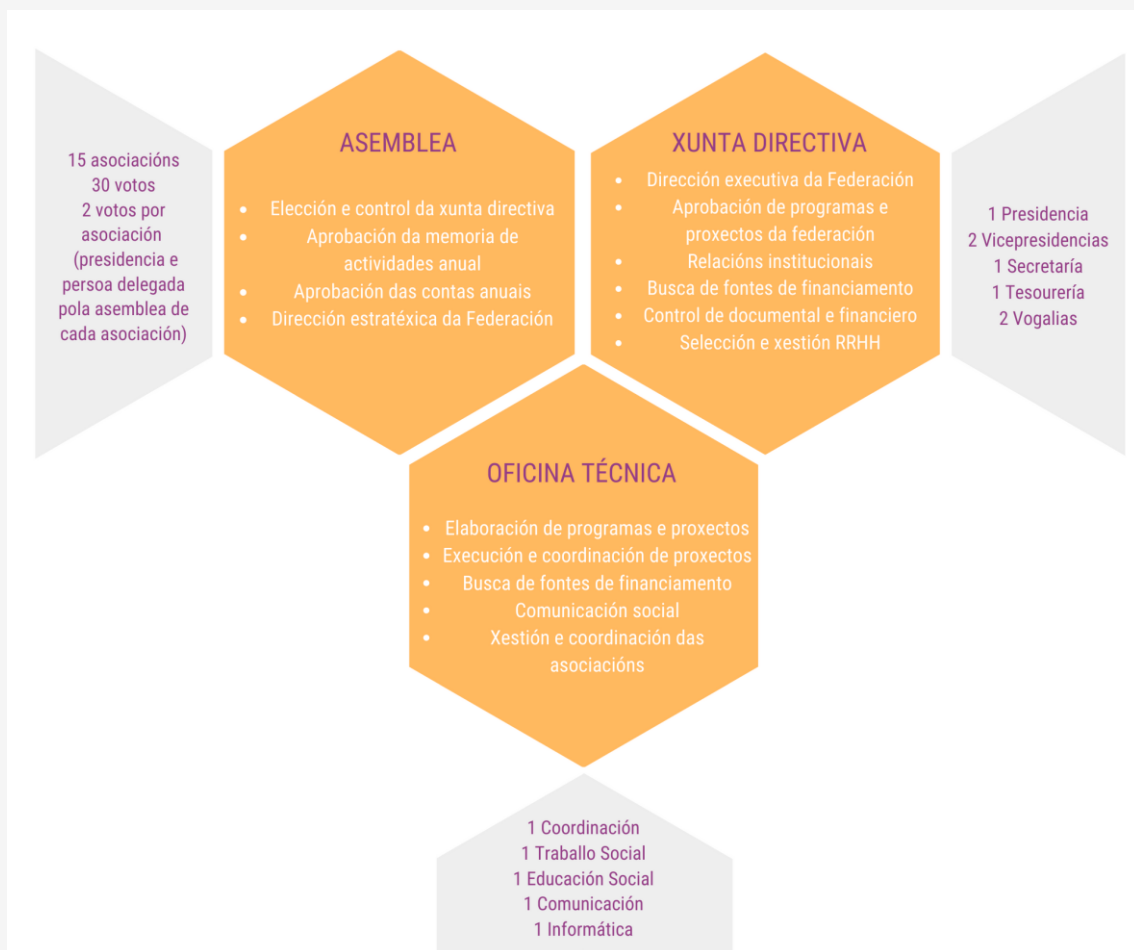 15 asociacións
30 votos
2 votos por
asociación
(presidencia e
persoa delegada
pola asemblea de
cada asociación)
ASEMBLEA
• Elección e control da xunta directiva
• Aprobación da memoria de
actividades anual
• Aprobación das contas anuais
• Dirección estratéxica da Federación
XUNTA DIRECTIVA
• Dirección executiva da Federación
• Aprobación de programas e
proxectos da federación
• Relacións institucionais
• Busca de fontes de financiamento
• Control de documental e financiero
• Selección e xestión RRHH
1 Presidencia
2 Vicepresidencias
1 Secretaría
1 Tesourería
2 Vogalias
OFICINA TÉCNICA
• Elaboración de programas e proxectos
• Execución e coordinación de proxectos
• Busca de fontes de financiamento
• Comunicación social
• Xestión e coordinación das
asociacións
1 Coordinación
1 Traballo Social
1 Educación Social
1 Comunicación
1 Informática